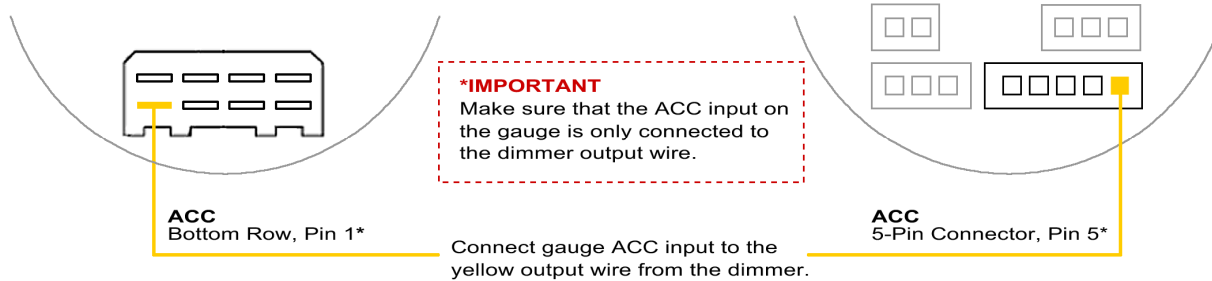 *IMPORTANT
Make sure that the ACC input on
the gauge is only connected to
the dimmer output wire.
ACC
Bottom Row, Pin 1*
ACC
5-Pin Connector, Pin 5*
Connect gauge ACC input to the
yellow output wire from the dimmer.